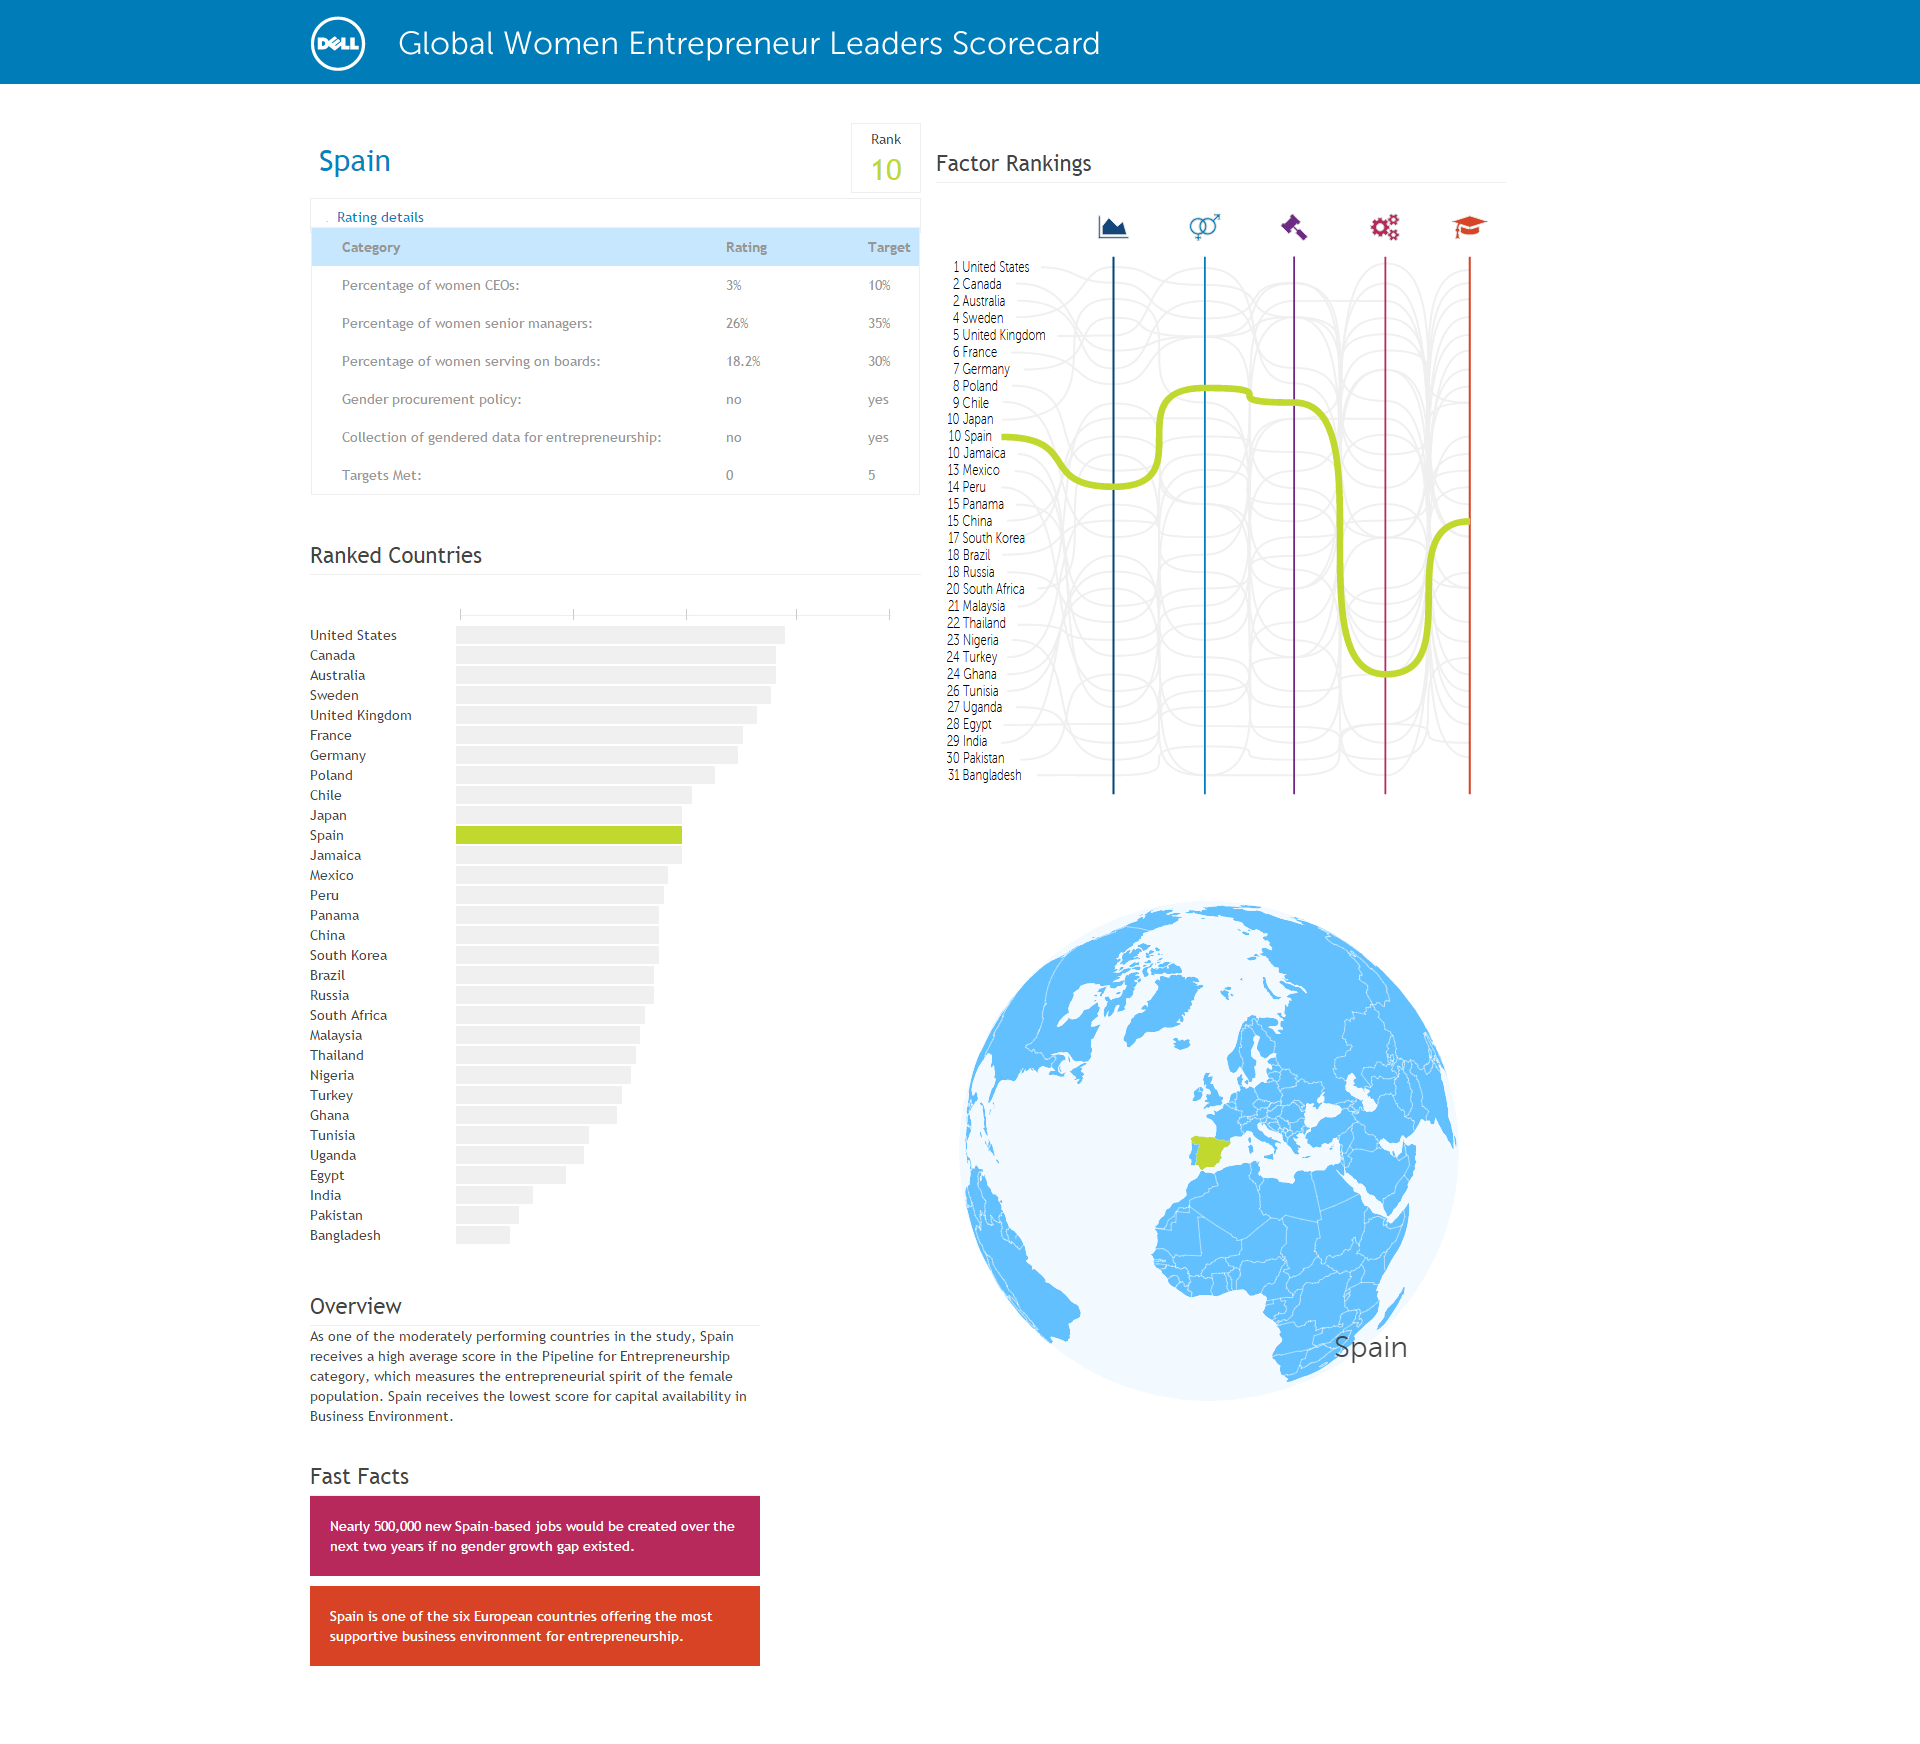 DELL
Global Women Entrepreneur Leaders Scorecard
Spain
Rank
10
Rating details
Category Rating Target
Percentage of women CEOs: 3% 10%
Percentage of women senior managers: 26% 35%
Percentage of women serving on boards: 18.2% 30%
Gender procurement policy: no yes
Collection of gendered data for entrepreneurship: no yes
Targets Met: 0 5
Ranked Countries
United States
Canada
Australia
Sweden
United Kingdom
France
Germany
Poland
Chile
Japan
Spain
Jamaica
Mexico
Peru
Panama
China
South Korea
Brazil
Russia
South Africa
Malaysia
Thailand
Nigeria
Turkey
Ghana
Tunisia
Uganda
Egypt
India
Pakistan
Bangladesh
Overview
As one of the moderately performing countries in the study, Spain
receives a high average score in the Pipeline for Entrepreneurship
category, which measures the entrepreneurial spirit of the female
population. Spain receives the lowest score for capital availability in
Business Environment.
Fast Facts
Nearly 500,000 new Spain-based jobs would be created over the
next two years if no gender growth gap existed.
Spain is one of the six European countries offering the most
supportive business environment for entrepreneurship.
Factor Rankings
1 United States
2 Canada
2 Australia
4 Sweden
5 United Kingdom
6 France
7 Germany
8 Poland
9 Chile
10 Japan
10 Spain
10 Jamaica
13 Mexico
14 Peru
15 Panama
15 China
17 South Korea
18 Brazil
18 Russia
20 South Africa
21 Malaysia
22 Thailand
23 Nigeria
24 Turkey
24 Ghana
26 Tunisia
27 Uganda
28 Egypt
29 India
30 Pakistan
31 Bangladesh
Spain